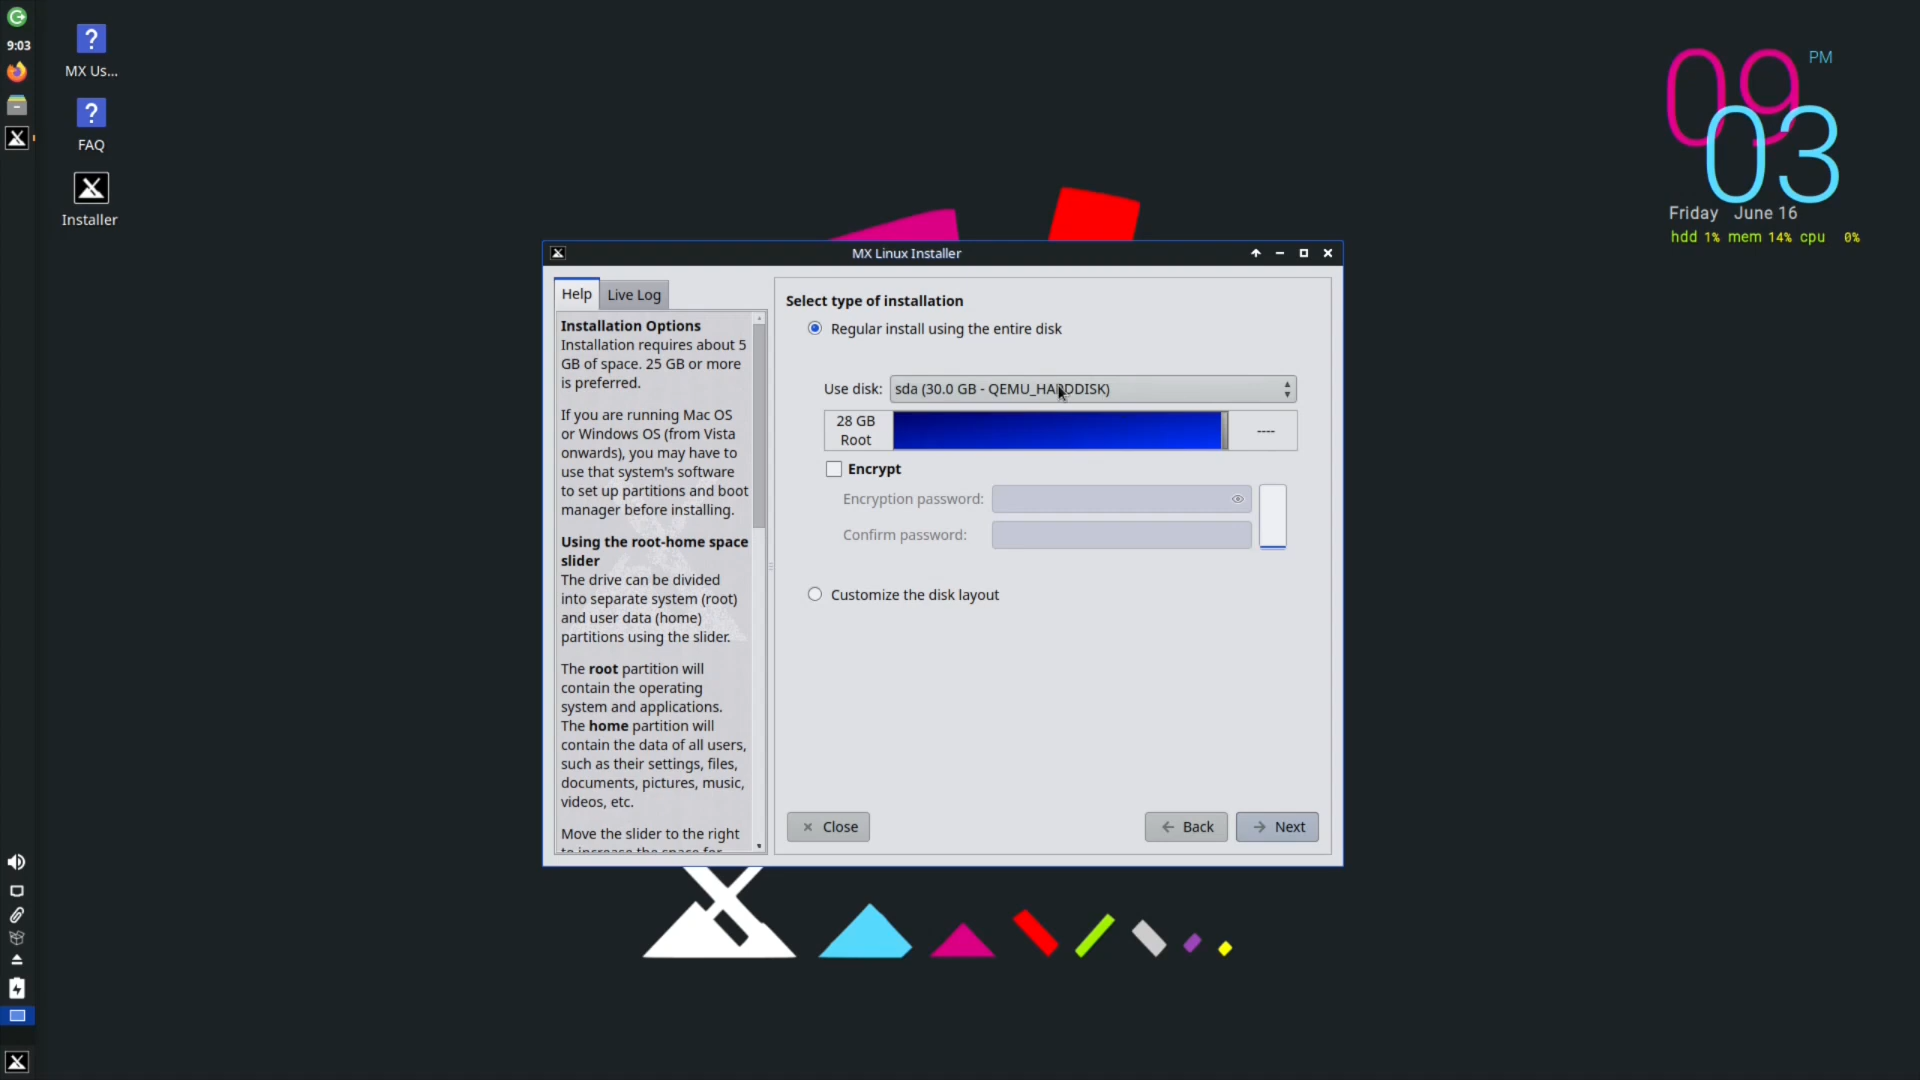 9:03
MX Us...
FAQ
Installer
09
PM
03
Friday June 16
hdd 1% mem 14% cpu 0%
MX Linux Installer
Help
Live Log
Installation Options
Installation requires about 5
GB of space. 25 GB or more
is preferred.
If you are running Mac OS
or Windows OS (from Vista
onwards), you may have to
use that system's software
to set up partitions and boot
manager before installing.
Using the root-home space
slider
The drive can be divided
into separate system (root)
and user data (home)
partitions using the slider.
The root partition will
contain the operating
system and applications.
The home partition will
contain the data of all users,
such as their settings, files,
documents, pictures, music,
videos, etc.
Move the slider to the right
to increase the space for
Select type of installation
Regular install using the entire disk
Use disk: sda (30.0 GB - QEMU_HARDDISK)
28 GB
Root
----
Encrypt
Encryption password:
Confirm password:
Customize the disk layout
Close
Back
Next